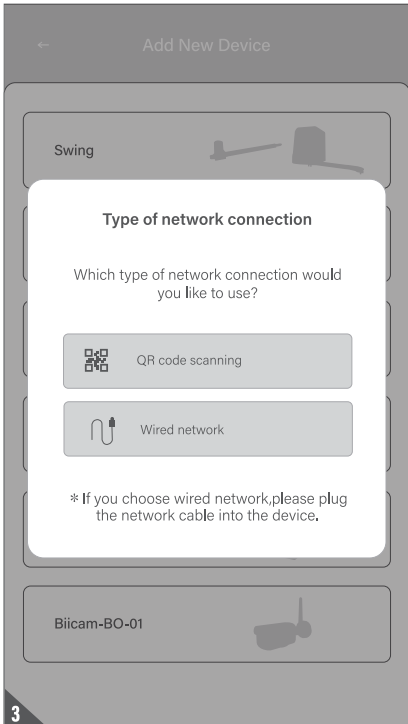 ← Add New Device
Swing
Type of network connection
Which type of network connection would
you like to use?
QR code scanning
Wired network
* If you choose wired network,please plug
the network cable into the device.
Biicam-BO-01
3